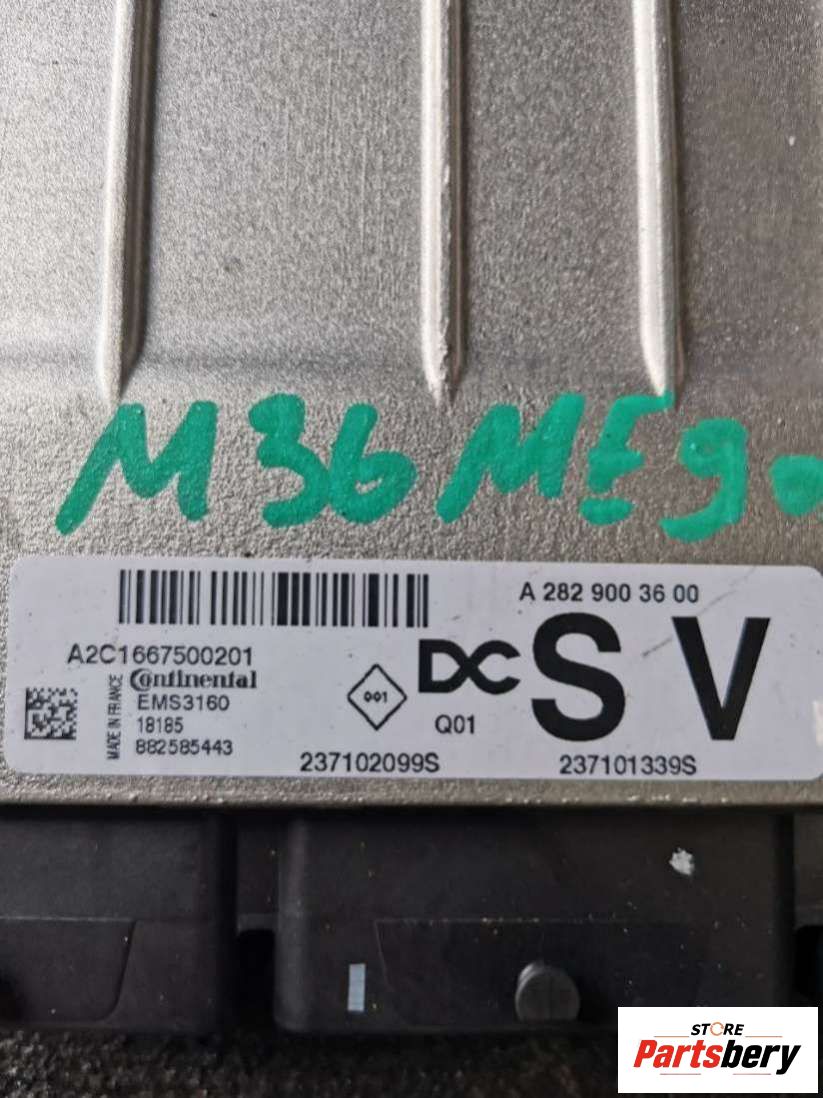 M36 ME90
A 282 900 36 00
A2C1667500201
Continental
EMS3160
18185
882585443
MADE IN FRANCE
001
DC
Q01
S V
237102099S
237101339S
STORE
Partsbery